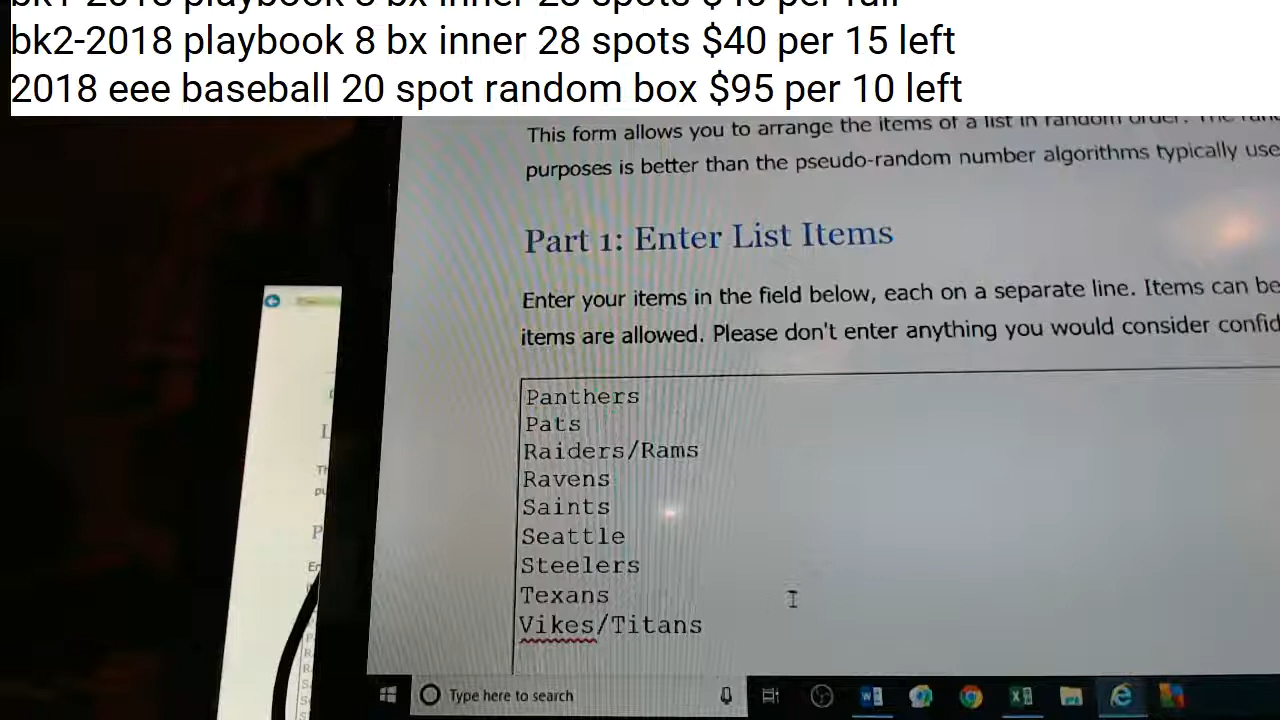 bk2-2018 playbook 8 bx inner 28 spots $40 per 15 left
2018 eee baseball 20 spot random box $95 per 10 left
This form allows you to arrange the items of a list in random order. The
purposes is better than the pseudo-random number algorithms typically use
Part 1: Enter List Items
Enter your items in the field below, each on a separate line. Items can be
items are allowed. Please don't enter anything you would consider confid
Panthers
Pats
Raiders/Rams
Ravens
Saints
Seattle
Steelers
Texans
Vikes/Titans
Type here to search